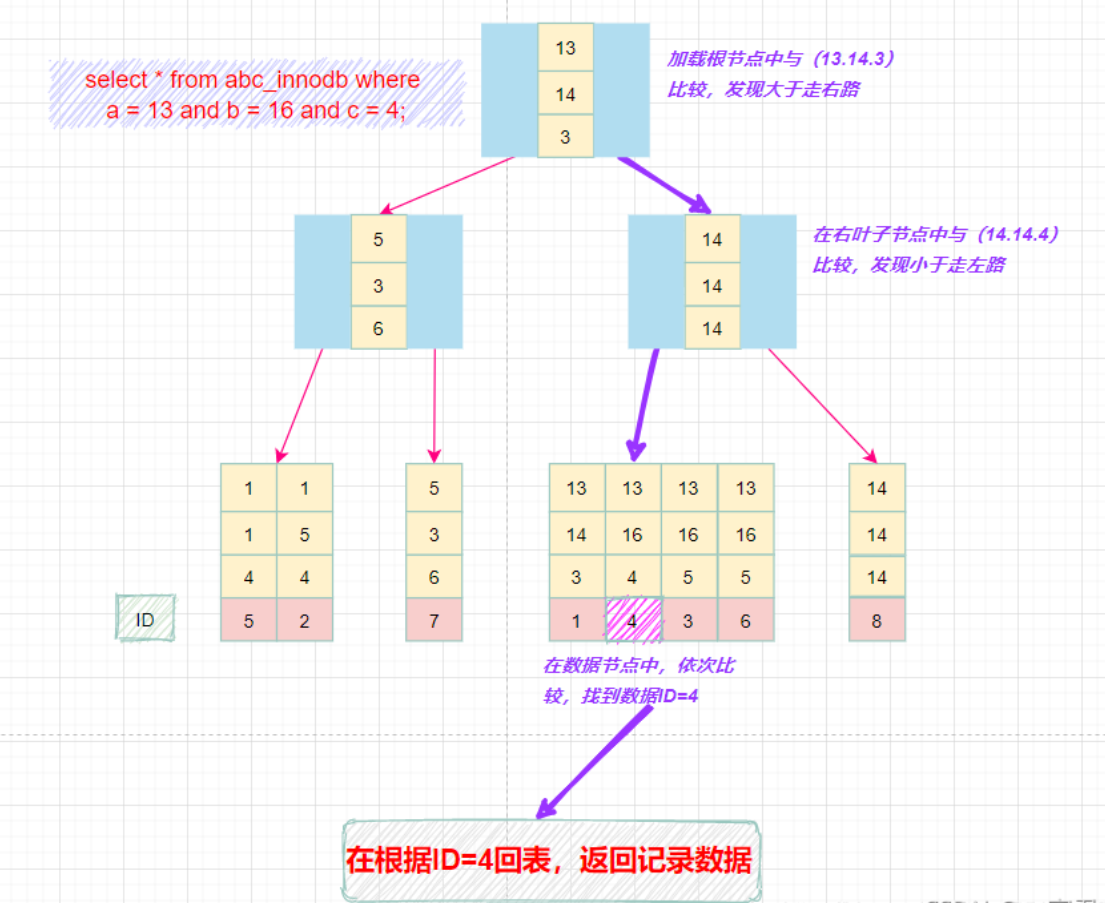 13
加载根节点中与（13.14.3）
select * from abc_innodb where
14
比较，发现大于走右路
a = 13 and b = 16 and c = 4;
3
5
14
在右叶子节点中与（14.14.4）
比较，发现小于走左路
3
14
6
14
1 1 5 13 13 13 13 14
1 5 3 14 16 16 16 14
4 4 6 3 4 5 5 14
ID 5 2 7 1 4 3 6 8
在数据节点中，依次比
较，找到数据ID=4
在根据ID=4回表，返回记录数据